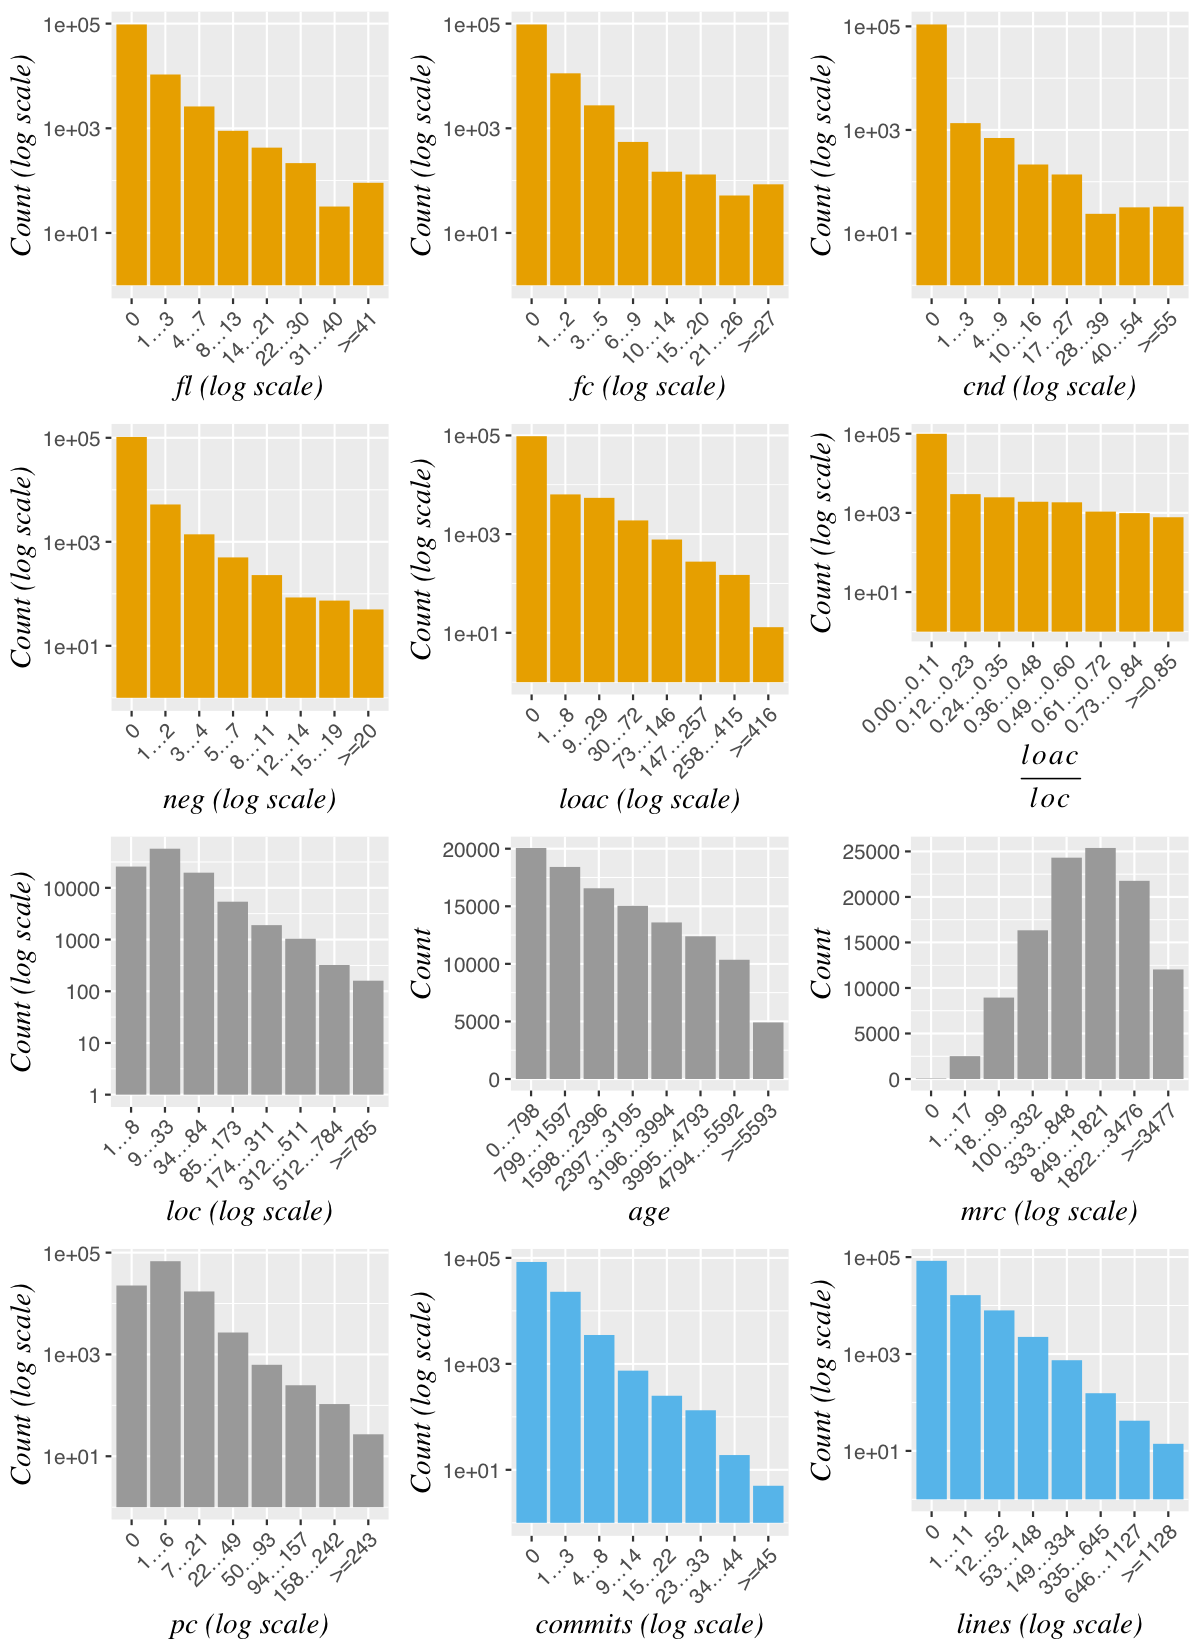 1e+05
1e+03
1e+01
Count (log scale)
0
1...3
4...7
8...13
14...21
22...30
31...40
>=41
fl (log scale)
1e+05
1e+03
1e+01
Count (log scale)
0
1...2
3...5
6...9
10...14
15...20
21...26
>=27
fc (log scale)
1e+05
1e+03
1e+01
Count (log scale)
0
1...3
4...9
10...16
17...27
28...39
40...54
>=55
cnd (log scale)
1e+05
1e+03
1e+01
Count (log scale)
0
1...2
3...4
5...7
8...11
12...14
15...19
>=20
neg (log scale)
1e+05
1e+03
1e+01
Count (log scale)
0
1...8
9...29
30...72
73...146
147...257
258...415
>=416
loac (log scale)
1e+05
1e+03
1e+01
Count (log scale)
0.00...0.11
0.12...0.23
0.24...0.35
0.36...0.48
0.49...0.60
0.61...0.72
0.73...0.84
>=0.85
loac
loc
10000
1000
100
10
1
Count (log scale)
1...8
9...33
34...84
85...173
174...311
312...511
512...784
>=785
loc (log scale)
20000
15000
10000
5000
0
Count
0...798
799...1597
1598...2396
2397...3195
3196...3994
3995...4793
4794...5592
>=5593
age
25000
20000
15000
10000
5000
0
Count
0
1...17
18...99
100...332
333...848
849...1821
1822...3476
>=3477
mrc (log scale)
1e+05
1e+03
1e+01
Count (log scale)
0
1...6
7...21
22...49
50...93
94...157
158...242
>=243
pc (log scale)
1e+05
1e+03
1e+01
Count (log scale)
0
1...3
4...8
9...14
15...22
23...33
34...44
>=45
commits (log scale)
1e+05
1e+03
1e+01
Count (log scale)
0
1...11
12...52
53...148
149...334
335...645
646...1127
>=1128
lines (log scale)